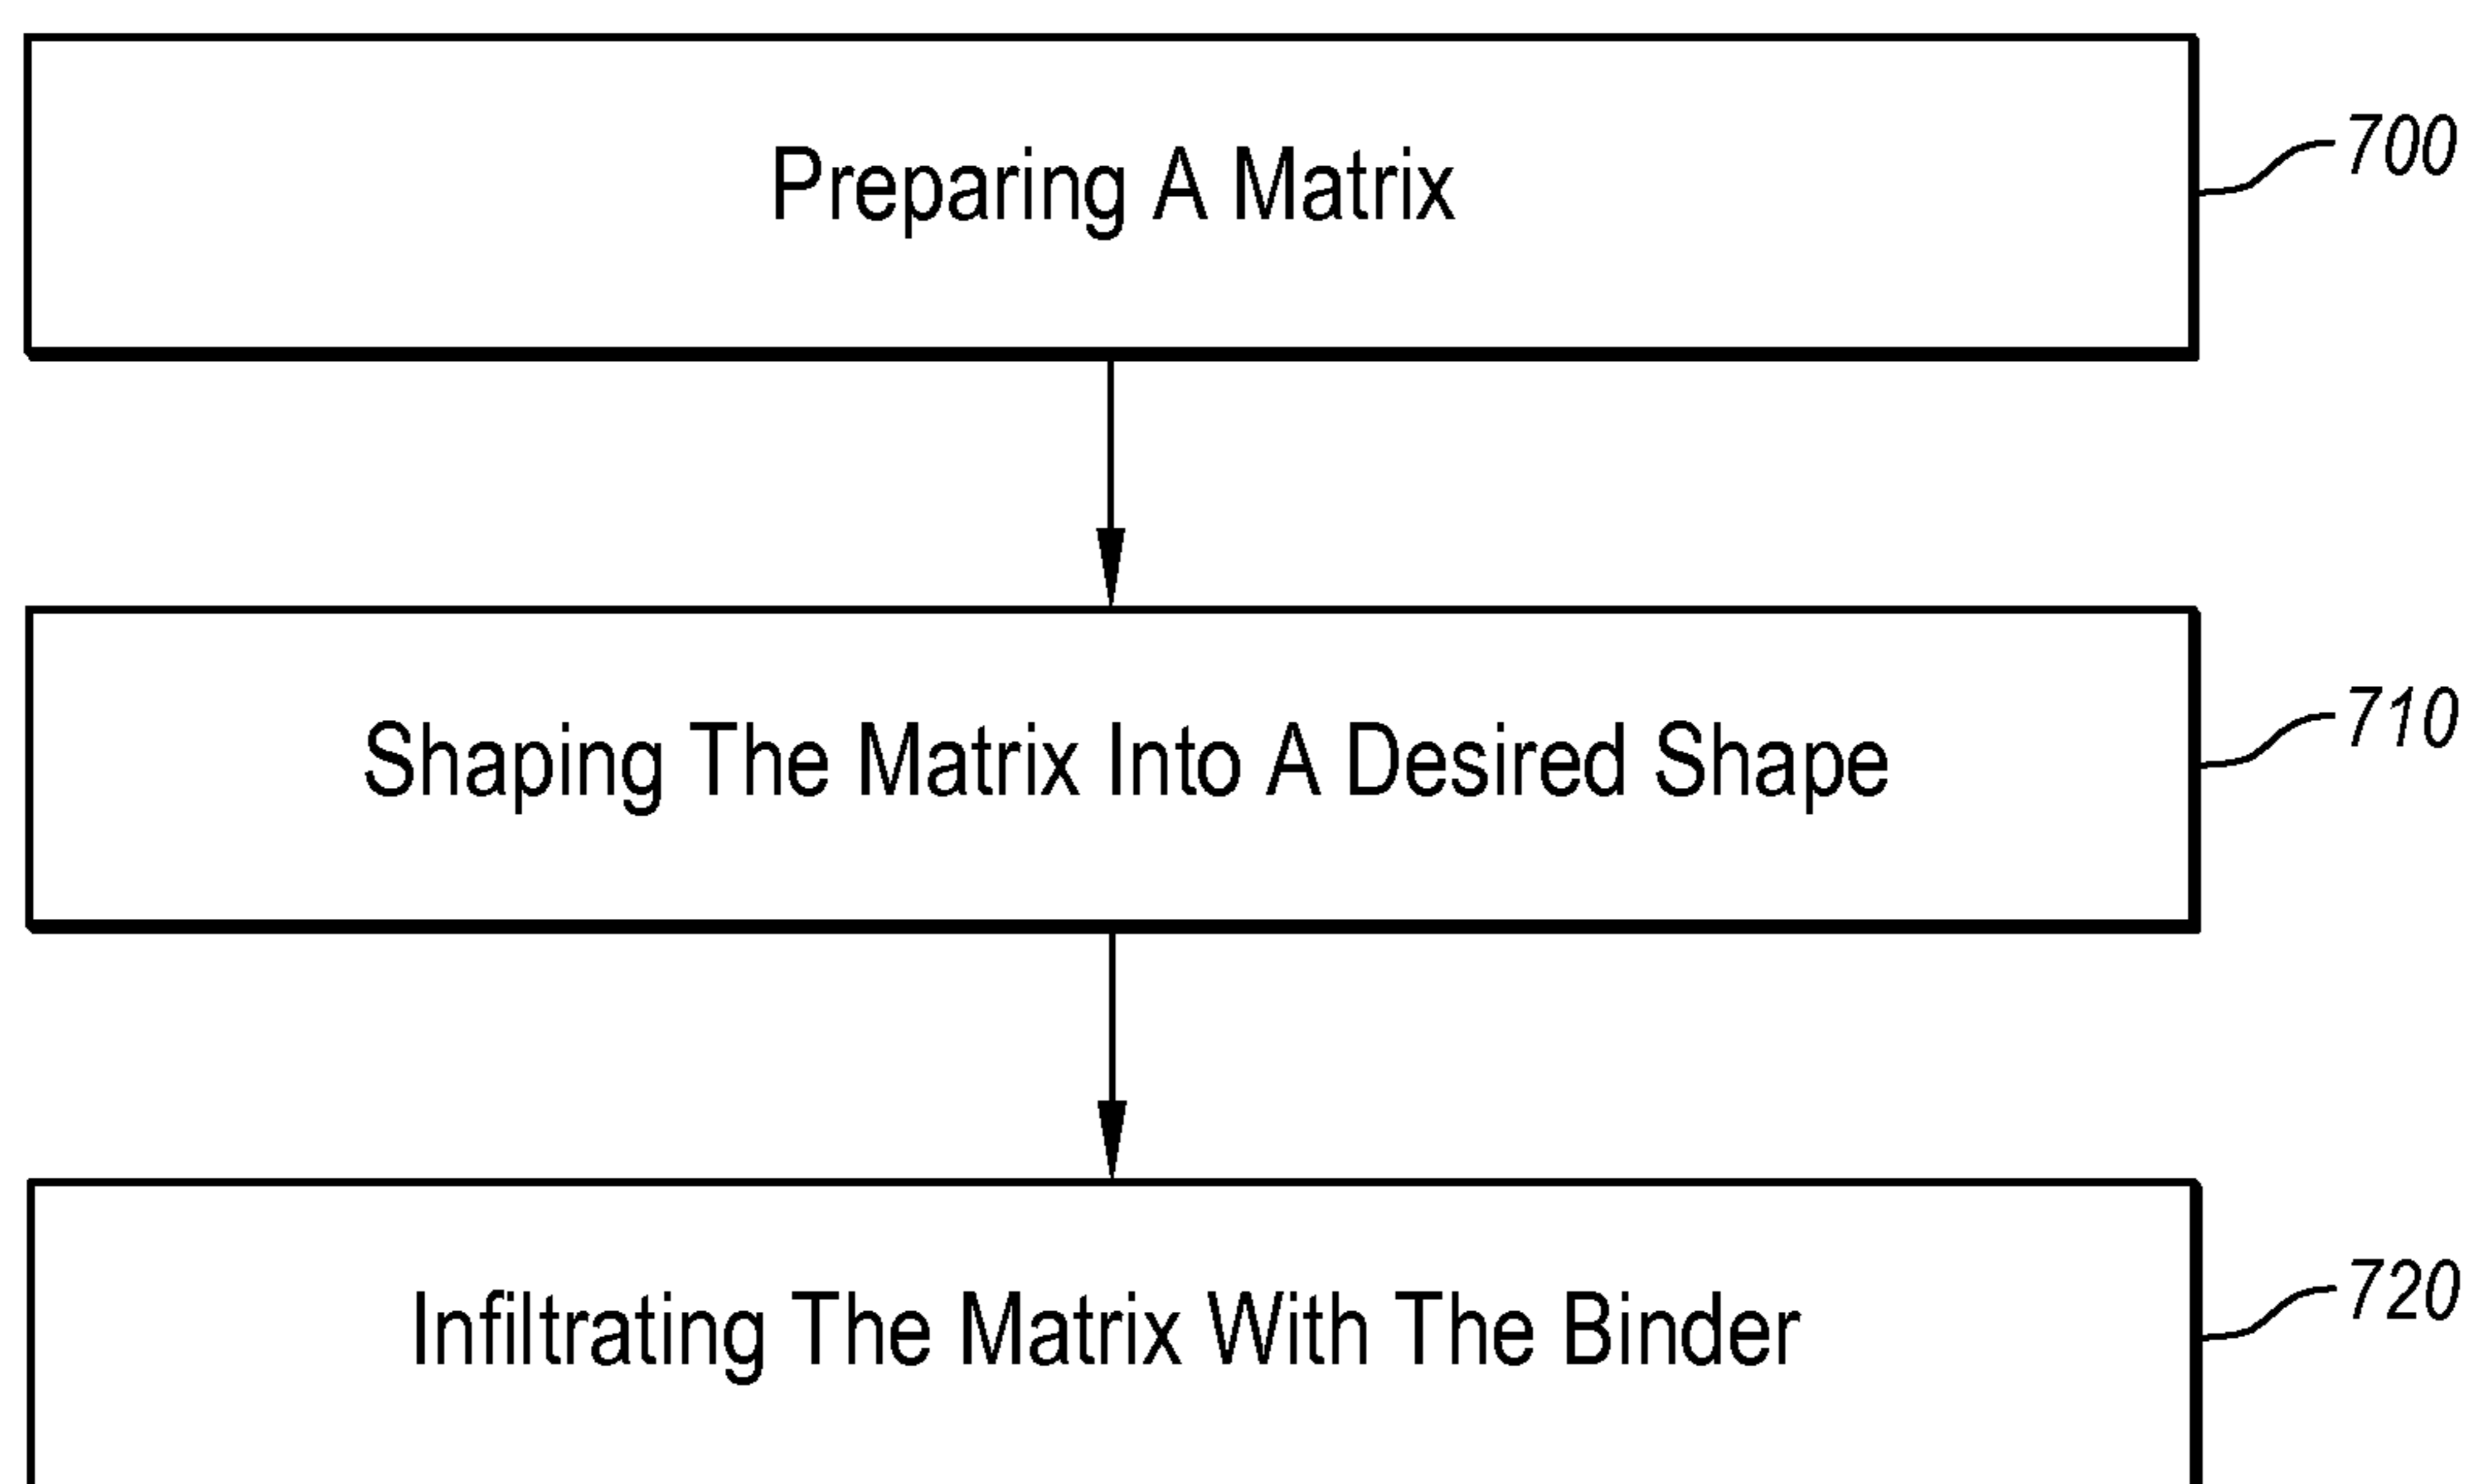 Preparing A Matrix
700
Shaping The Matrix Into A Desired Shape
710
Infiltrating The Matrix With The Binder
720